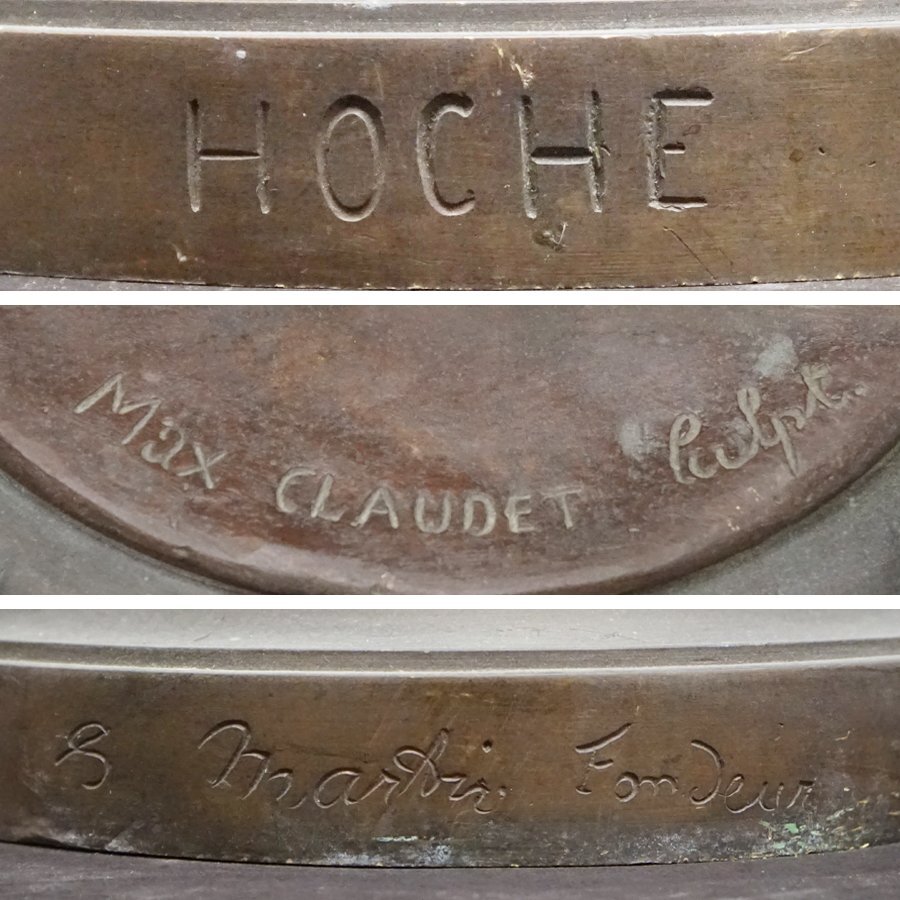 HOCHE
Max CLAUDET Sculpt.
E Martin Fondeur